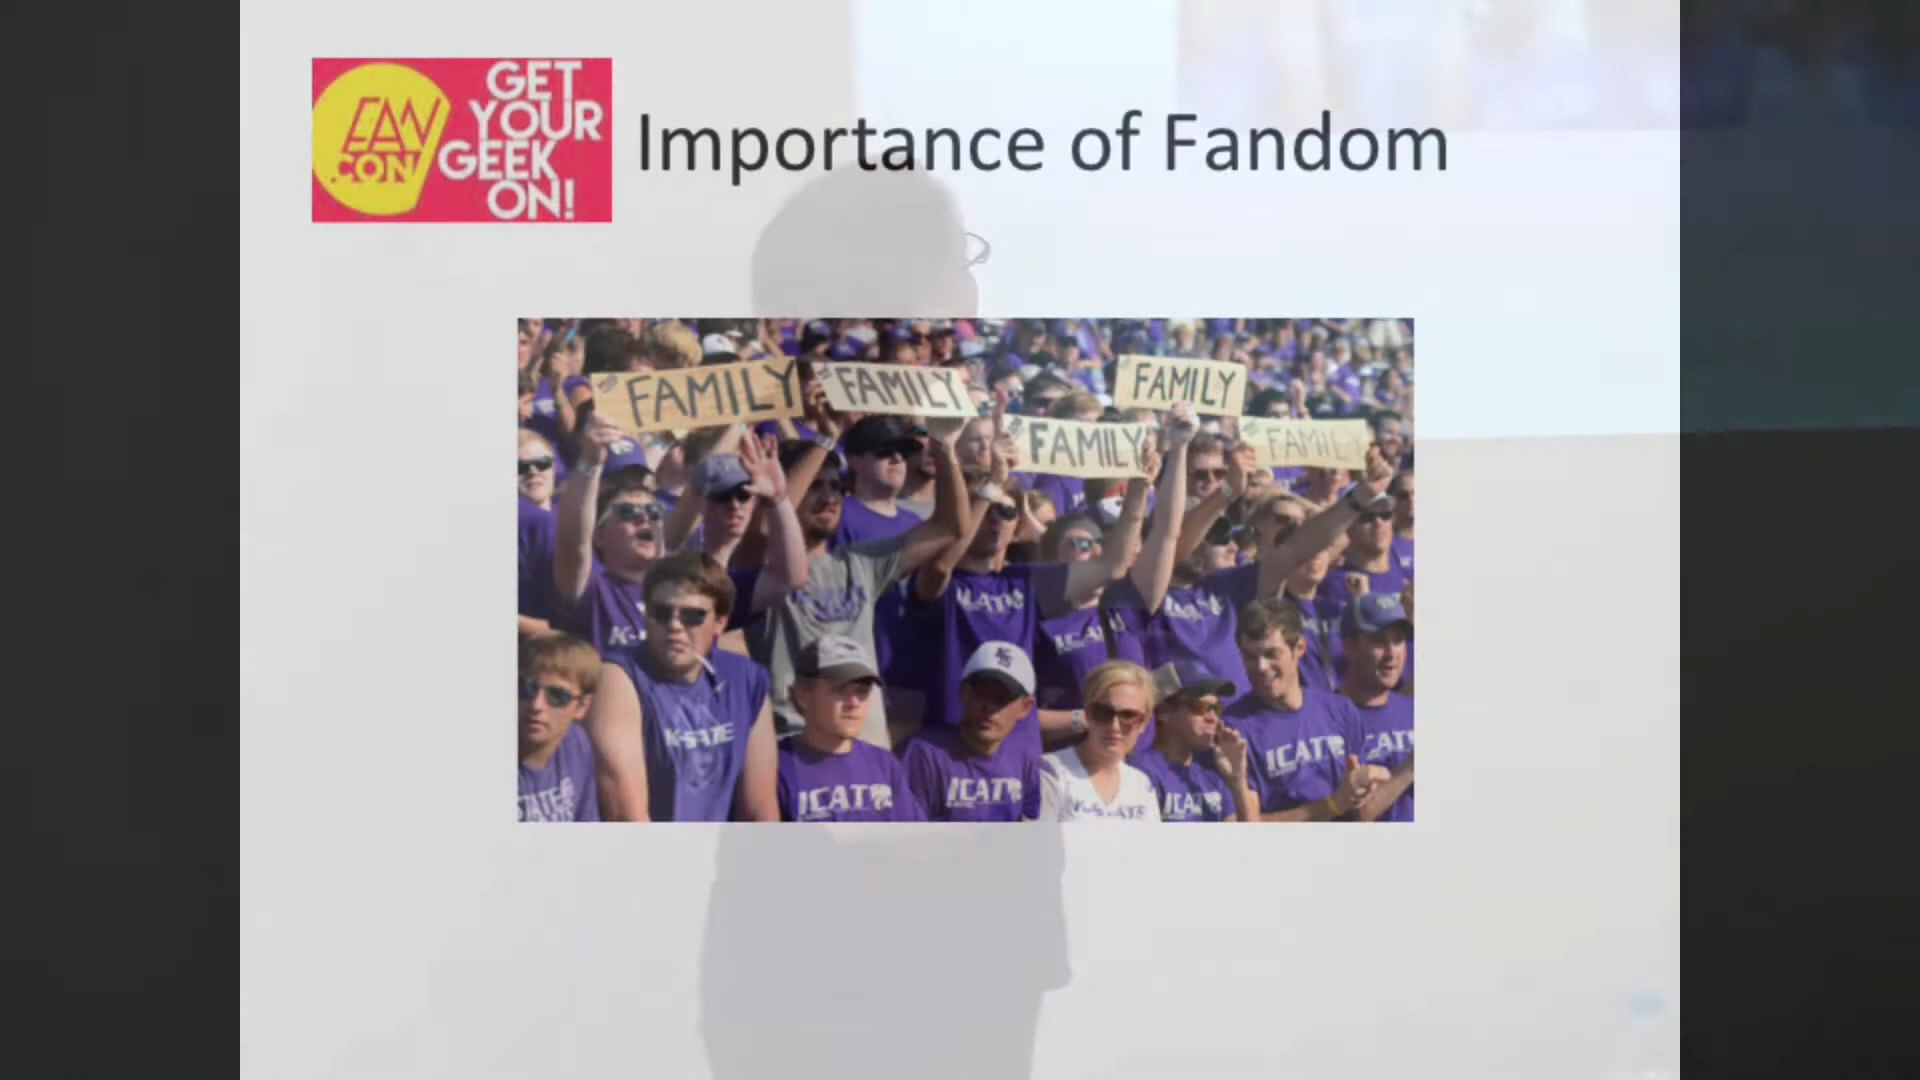 FAN
CON
GET
YOUR
GEEK
ON!
Importance of Fandom
FAMILY
FAMILY
FAMILY
FAMILY
FAMILY
K-STATE
ICAT
ICAT
K-STATE
ICAT
ICAT